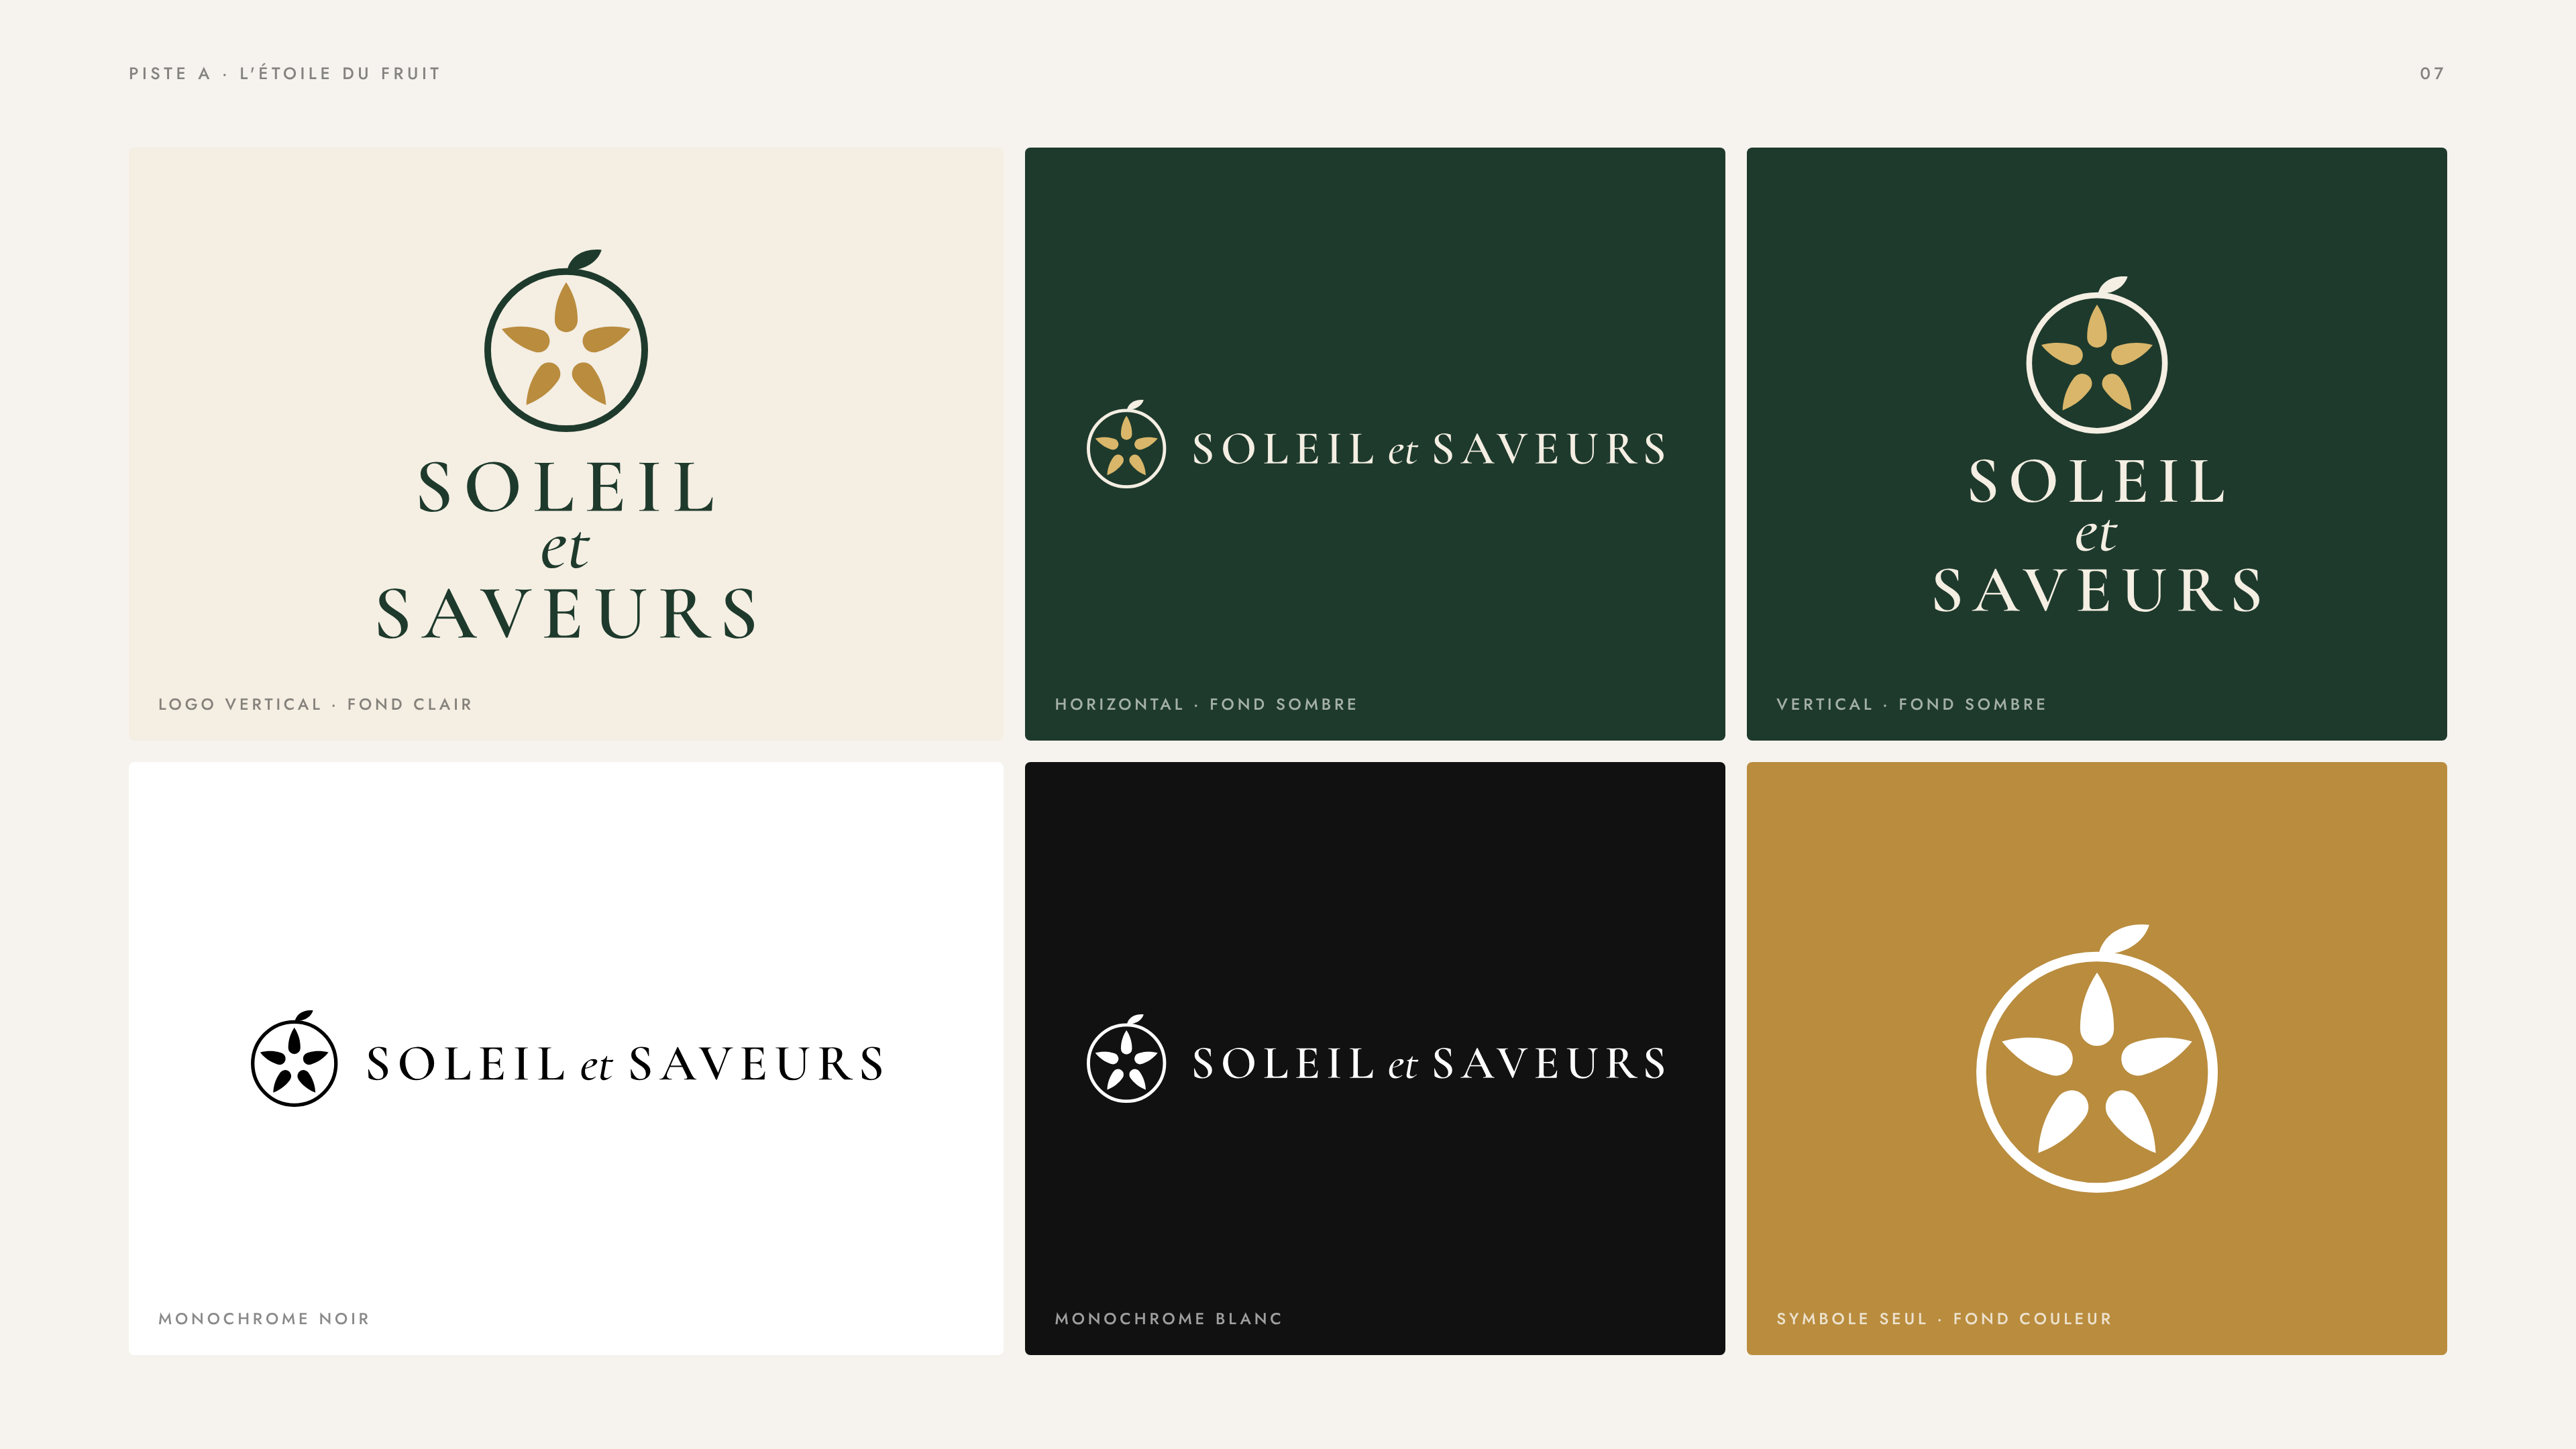 PISTE A · L'ÉTOILE DU FRUIT
07
SOLEIL
et
SAVEURS
LOGO VERTICAL · FOND CLAIR
SOLEIL et SAVEURS
HORIZONTAL · FOND SOMBRE
SOLEIL
et
SAVEURS
VERTICAL · FOND SOMBRE
SOLEIL et SAVEURS
MONOCHROME NOIR
SOLEIL et SAVEURS
MONOCHROME BLANC
SYMBOLE SEUL · FOND COULEUR